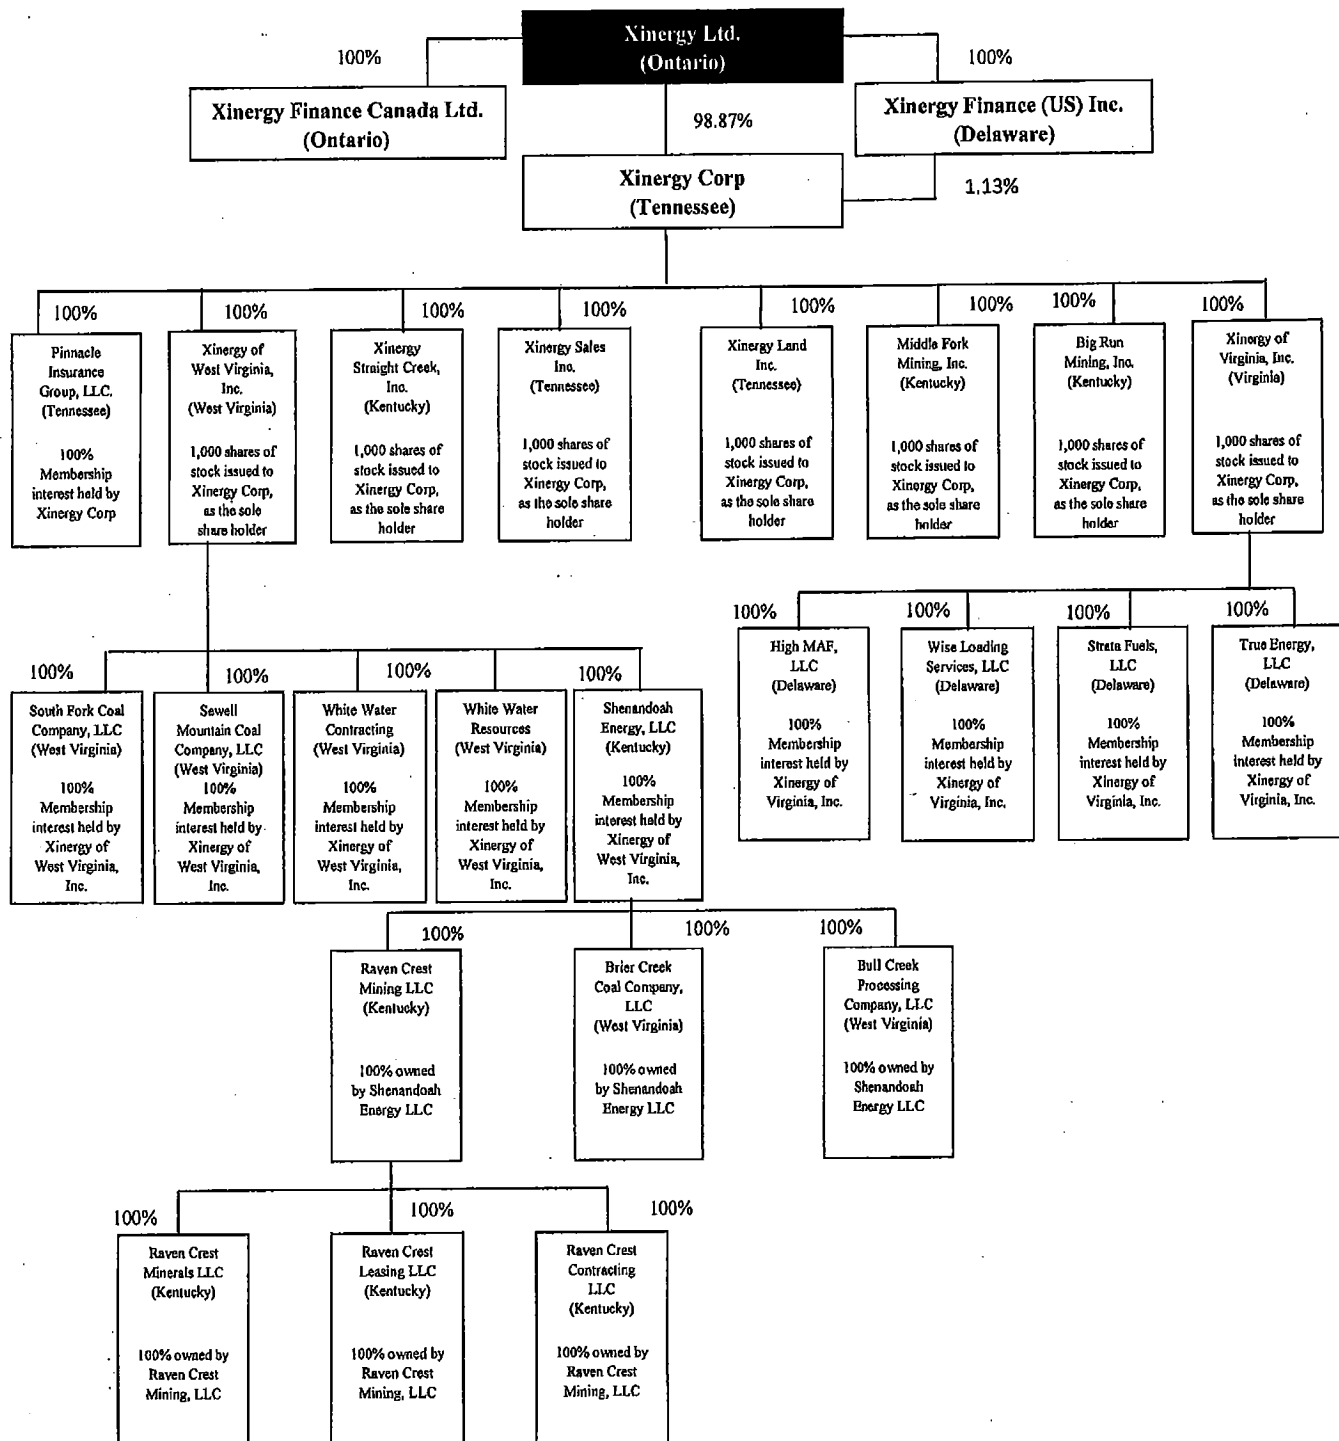 Xinergy Ltd.
(Ontario)
100%
100%
Xinergy Finance Canada Ltd.
(Ontario)
Xinergy Finance (US) Inc.
(Delaware)
98.87%
Xinergy Corp
(Tennessee)
1.13%
100%
100%
100%
100%
100%
100%
100%
100%
Pinnacle
Insurance
Group, LLC.
(Tennessee)
100%
Membership
interest held by
Xinergy Corp
Xinergy of
West Virginia,
Inc.
(West Virginia)
1,000 shares of
stock issued to
Xinergy Corp,
as the sole
share holder
Xinergy
Straight Creek,
Inc.
(Kentucky)
1,000 shares of
stock issued to
Xinergy Corp,
as the sole share
holder
Xinergy Sales
Inc.
(Tennessee)
1,000 shares of
stock issued to
Xinergy Corp,
as the sole share
holder
Xinergy Land
Inc.
(Tennessee)
1,000 shares of
stock issued to
Xinergy Corp,
as the sole share
holder
Middle Fork
Mining, Inc.
(Kentucky)
1,000 shares of
stock issued to
Xinergy Corp,
as the sole share
holder
Big Run
Mining, Inc.
(Kentucky)
1,000 shares of
stock issued to
Xinergy Corp,
as the sole share
holder
Xinergy of
Virginia, Inc.
(Virginia)
1,000 shares of
stock issued to
Xinergy Corp,
as the sole share
holder
100%
100%
100%
100%
High MAF,
LLC
(Delaware)
100%
Membership
interest held by
Xinergy of
Virginia, Inc.
Wise Loading
Services, LLC
(Delaware)
100%
Membership
interest held by
Xinergy of
Virginia, Inc.
Strata Fuels,
LLC
(Delaware)
100%
Membership
interest held by
Xinergy of
Virginia, Inc.
True Energy,
LLC
(Delaware)
100%
Membership
interest held by
Xinergy of
Virginia, Inc.
100%
100%
100%
100%
100%
South Fork Coal
Company, LLC
(West Virginia)
100%
Membership
interest held by
Xinergy of
West Virginia,
Inc.
Sewell
Mountain Coal
Company, LLC
(West Virginia)
100%
Membership
interest held by
Xinergy of
West Virginia,
Inc.
White Water
Contracting
(West Virginia)
100%
Membership
interest held by
Xinergy of
West Virginia,
Inc.
White Water
Resources
(West Virginia)
100%
Membership
interest held by
Xinergy of
West Virginia,
Inc.
Shenandoah
Energy, LLC
(Kentucky)
100%
Membership
interest held by
Xinergy of
West Virginia,
Inc.
100%
100%
100%
Raven Crest
Mining LLC
(Kentucky)
100% owned
by Shenandoah
Energy LLC
Brier Creek
Coal Company,
LLC
(West Virginia)
100% owned
by Shenandoah
Energy LLC
Bull Creek
Processing
Company, LLC
(West Virginia)
100% owned by
Shenandoah
Energy LLC
100%
100%
100%
Raven Crest
Minerals LLC
(Kentucky)
100% owned by
Raven Crest
Mining, LLC
Raven Crest
Leasing LLC
(Kentucky)
100% owned by
Raven Crest
Mining, LLC
Raven Crest
Contracting
LLC
(Kentucky)
100% owned by
Raven Crest
Mining, LLC